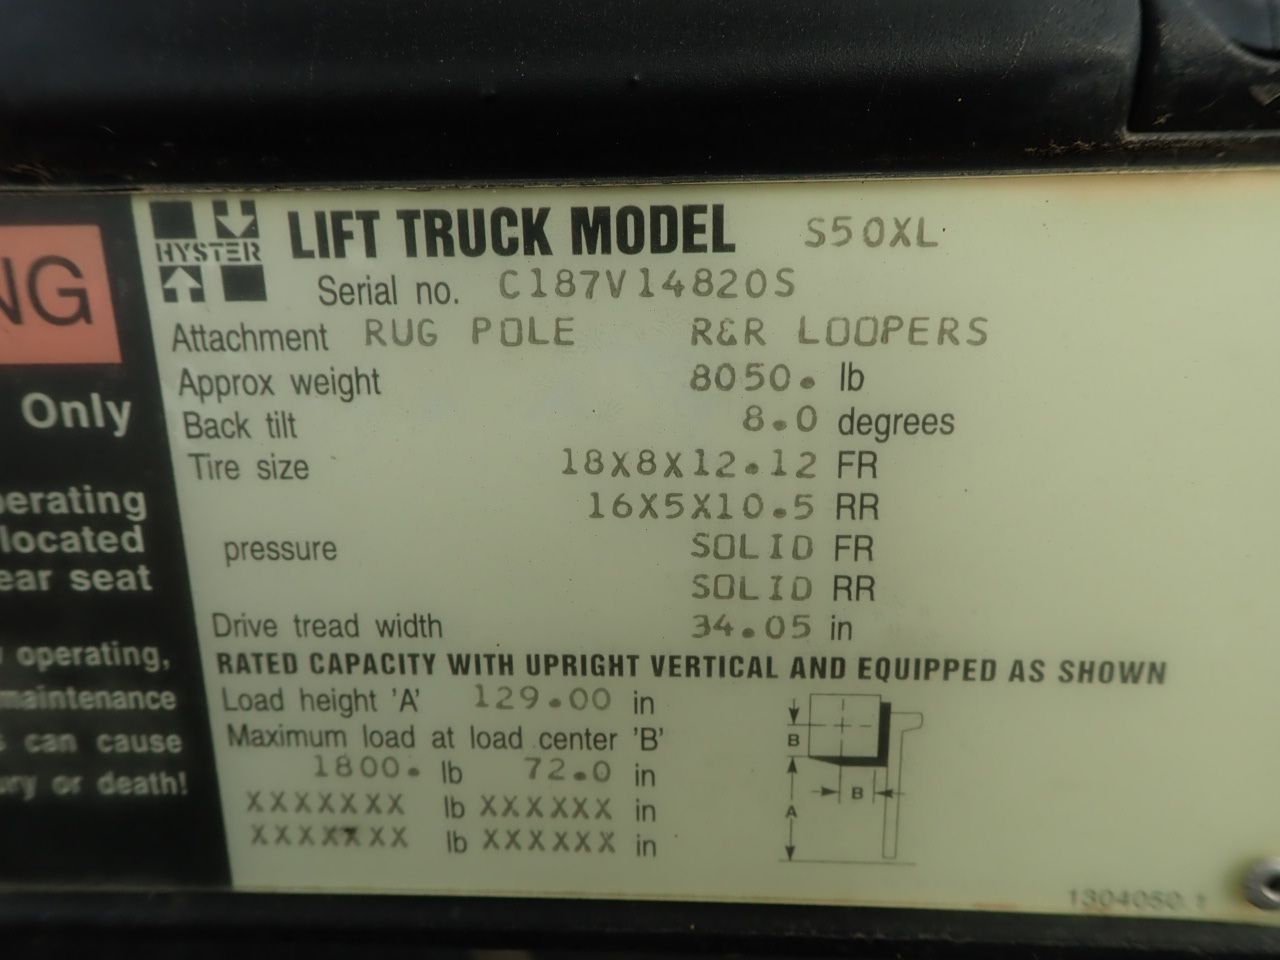 HYSTER
LIFT TRUCK MODEL S50XL
Serial no. C187V14820S
Attachment RUG POLE R&R LOOPERS
Approx weight 8050. lb
Back tilt 8.0 degrees
Tire size 18X8X12.12 FR
16X5X10.5 RR
pressure SOLID FR
SOLID RR
Drive tread width 34.05 in
RATED CAPACITY WITH UPRIGHT VERTICAL AND EQUIPPED AS SHOWN
Load height 'A' 129.00 in
Maximum load at load center 'B'
1800. lb 72.0 in
XXXXXXX lb XXXXXX in
XXXXXXX lb XXXXXX in
B
B
A
1304050
NG
Only
perating
located
ear seat
operating,
maintenance
can cause
ury or death!